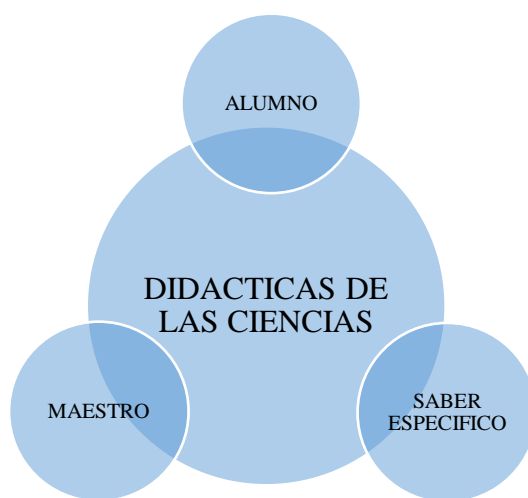 ALUMNO
DIDACTICAS DE
LAS CIENCIAS
MAESTRO
SABER
ESPECIFICO